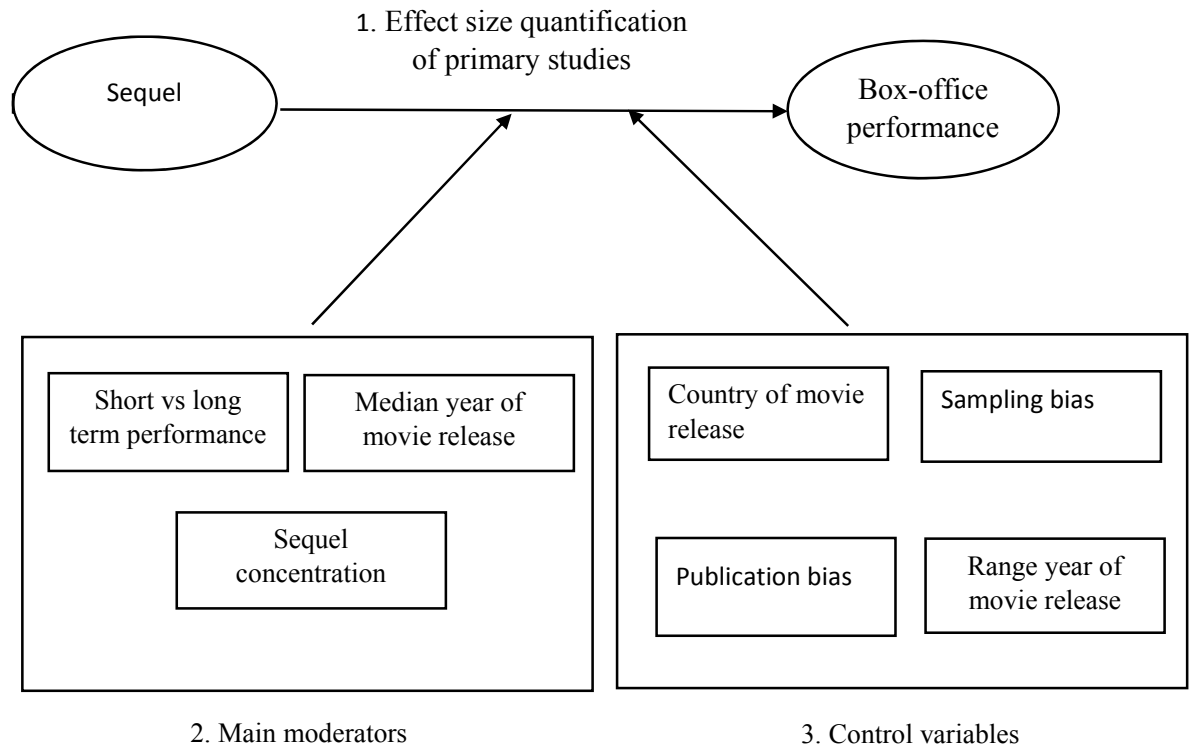 1. Effect size quantification
of primary studies
Sequel
Box-office
performance
Short vs long
term performance
Median year of
movie release
Sequel
concentration
Country of movie
release
Sampling bias
Publication bias
Range year of
movie release
2. Main moderators
3. Control variables